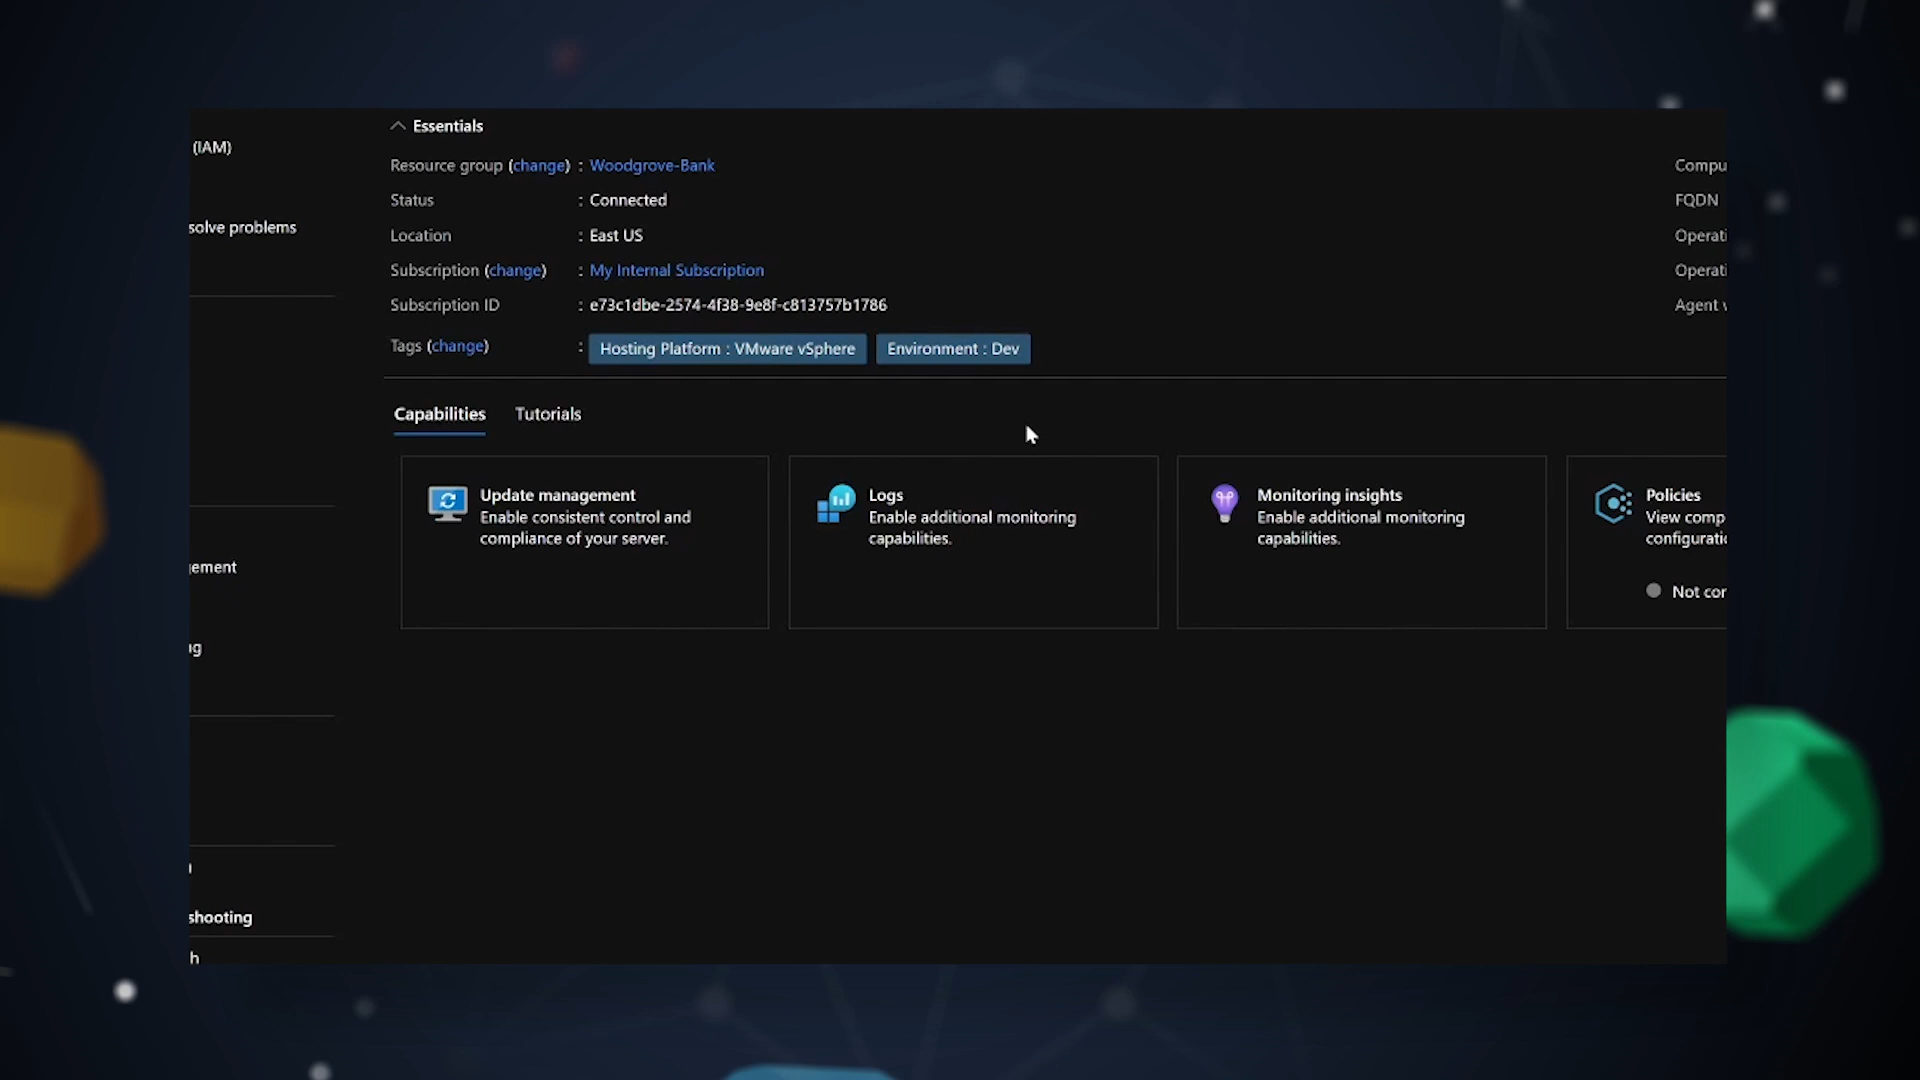 (IAM)
solve problems
ement
shooting
h
Essentials
Resource group (change) : Woodgrove-Bank
Status : Connected
Location : East US
Subscription (change) : My Internal Subscription
Subscription ID : e73c1dbe-2574-4f38-9e8f-c813757b1786
Tags (change) : Hosting Platform : VMware vSphere Environment : Dev
Compu
FQDN
Operati
Operati
Agent v
Capabilities Tutorials
Update management
Enable consistent control and
compliance of your server.
Logs
Enable additional monitoring
capabilities.
Monitoring insights
Enable additional monitoring
capabilities.
Policies
View comp
configuratio
Not con